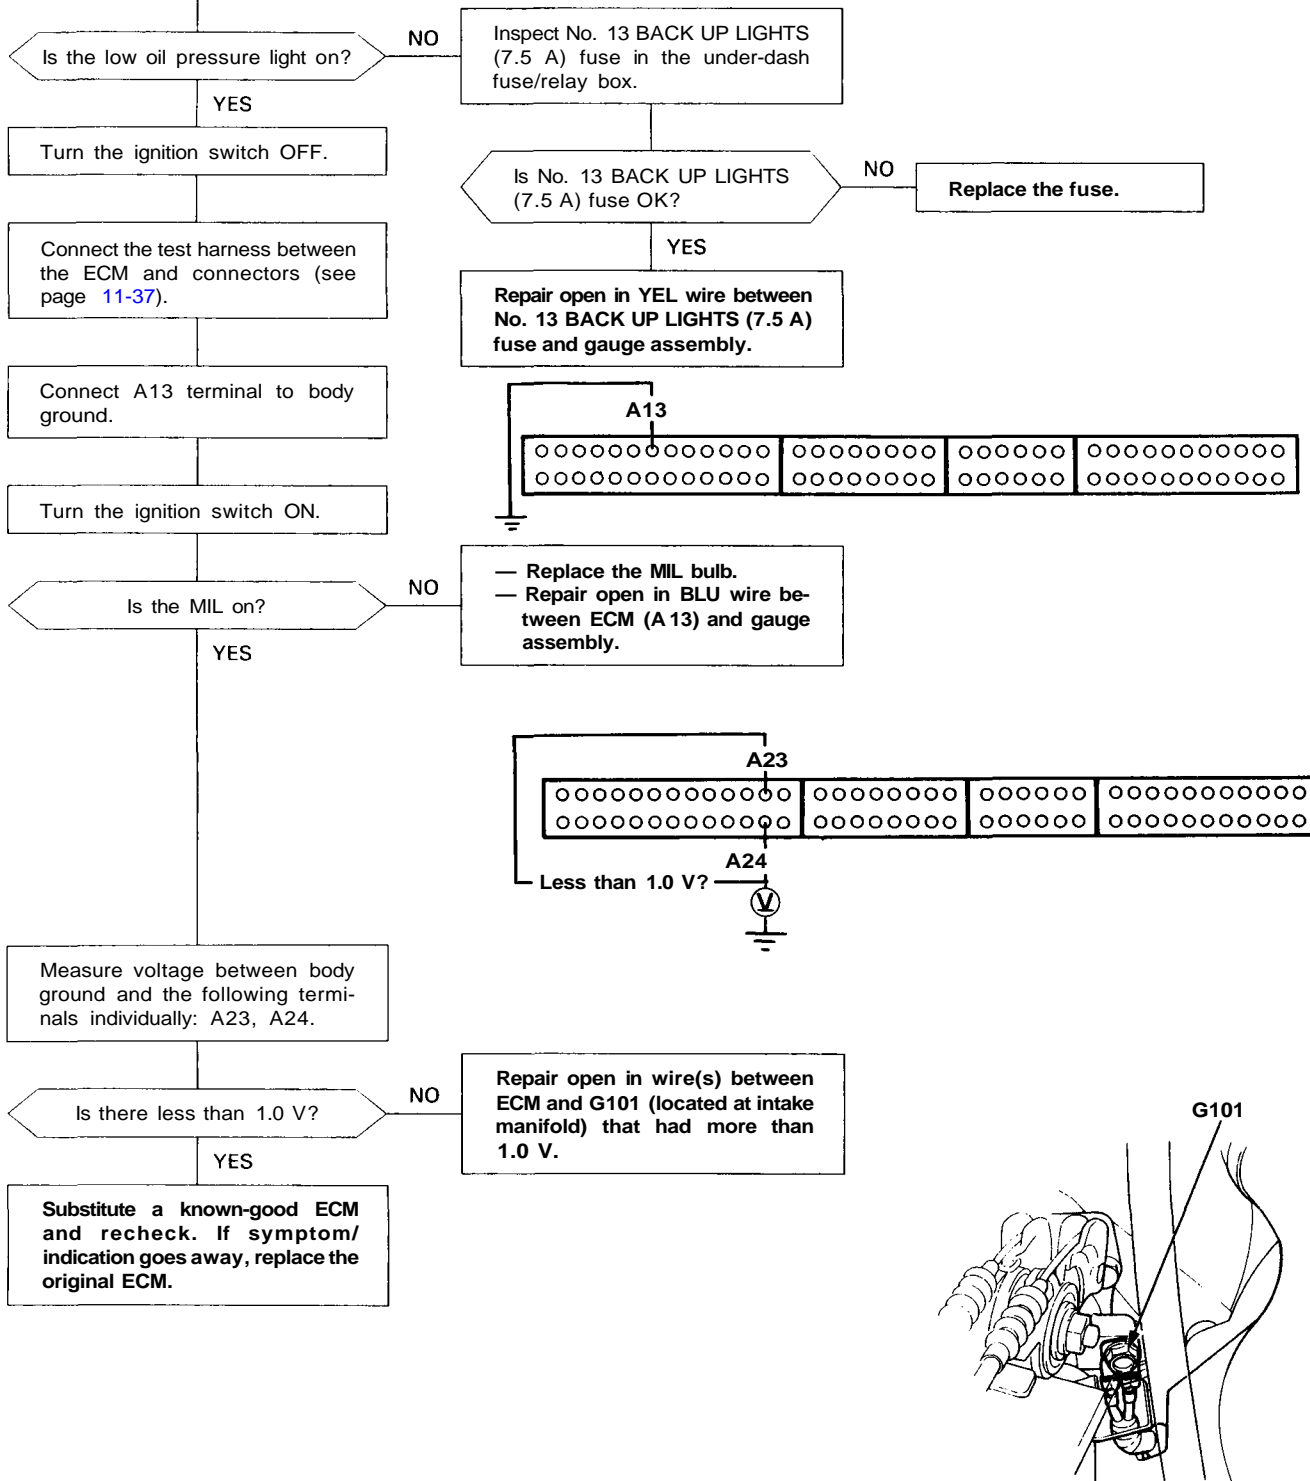 Is the low oil pressure light on?
NO
Inspect No. 13 BACK UP LIGHTS
(7.5 A) fuse in the under-dash
fuse/relay box.
YES
Turn the ignition switch OFF.
Is No. 13 BACK UP LIGHTS
(7.5 A) fuse OK?
NO
Replace the fuse.
Connect the test harness between
the ECM and connectors (see
page 11-37).
YES
Repair open in YEL wire between
No. 13 BACK UP LIGHTS (7.5 A)
fuse and gauge assembly.
Connect A13 terminal to body
ground.
A13
Turn the ignition switch ON.
Is the MIL on?
NO
— Replace the MIL bulb.
— Repair open in BLU wire be-
tween ECM (A13) and gauge
assembly.
YES
A23
A24
Less than 1.0 V?
V
Measure voltage between body
ground and the following termi-
nals individually: A23, A24.
Is there less than 1.0 V?
NO
Repair open in wire(s) between
ECM and G101 (located at intake
manifold) that had more than
1.0 V.
YES
Substitute a known-good ECM
and recheck. If symptom/
indication goes away, replace the
original ECM.
G101